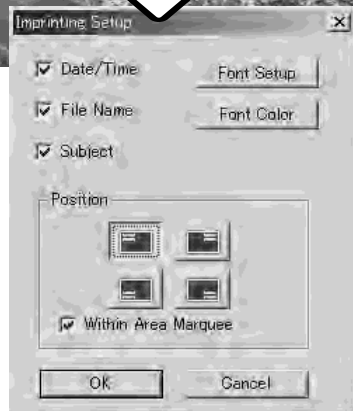 Imprinting Setup
Date/Time
Font Setup
File Name
Font Color
Subject
Position
Within Area Marquee
OK
Cancel